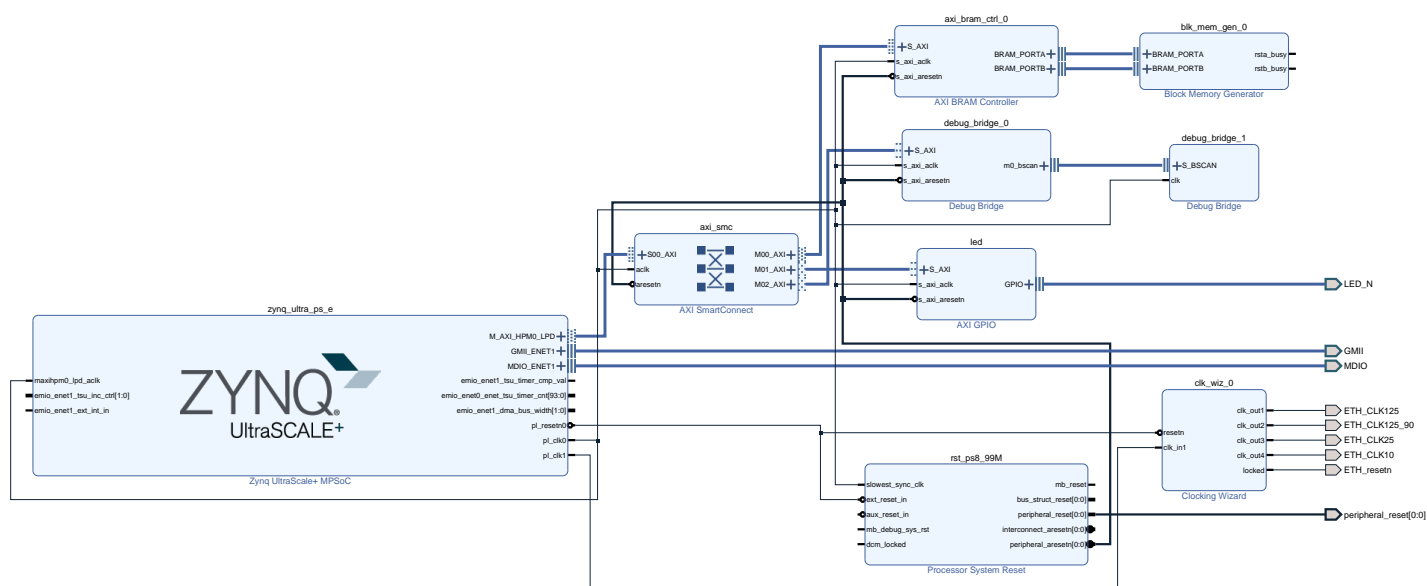 axi_bram_ctrl_0
S_AXI
s_axi_aclk
s_axi_aresetn
BRAM_PORTA
BRAM_PORTB
AXI BRAM Controller
blk_mem_gen_0
BRAM_PORTA
BRAM_PORTB
rsta_busy
rstb_busy
Block Memory Generator
debug_bridge_0
S_AXI
s_axi_aclk
s_axi_aresetn
m0_bscan
Debug Bridge
debug_bridge_1
S_BSCAN
clk
Debug Bridge
axi_smc
S00_AXI
aclk
aresetn
M00_AXI
M01_AXI
M02_AXI
AXI SmartConnect
led
S_AXI
s_axi_aclk
s_axi_aresetn
GPIO
AXI GPIO
LED_N
zynq_ultra_ps_e
maxihpm0_lpd_aclk
emio_enet1_tsu_inc_ctrl[1:0]
emio_enet1_ext_int_in
ZYNQ®
UltraSCALE+
M_AXI_HPM0_LPD
GMII_ENET1
MDIO_ENET1
emio_enet1_tsu_timer_cmp_val
emio_enet0_enet_tsu_timer_cnt[93:0]
emio_enet1_dma_bus_width[1:0]
pl_resetn0
pl_clk0
pl_clk1
Zynq UltraScale+ MPSoC
GMII
MDIO
clk_wiz_0
resetn
clk_in1
clk_out1
clk_out2
clk_out3
clk_out4
locked
Clocking Wizard
ETH_CLK125
ETH_CLK125_90
ETH_CLK25
ETH_CLK10
ETH_resetn
rst_ps8_99M
slowest_sync_clk
ext_reset_in
aux_reset_in
mb_debug_sys_rst
dcm_locked
mb_reset
bus_struct_reset[0:0]
peripheral_reset[0:0]
interconnect_aresetn[0:0]
peripheral_aresetn[0:0]
Processor System Reset
peripheral_reset[0:0]